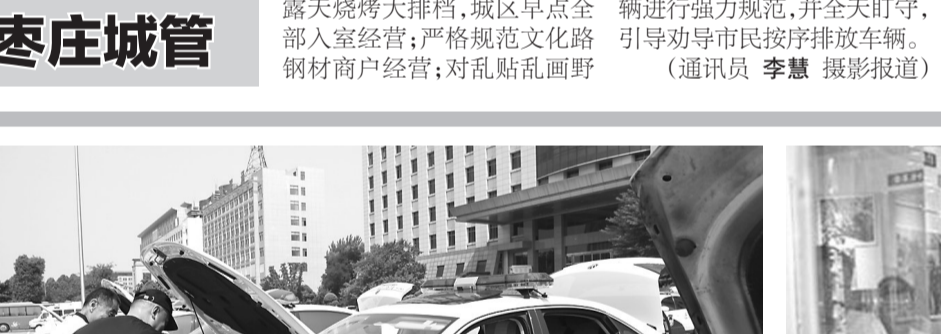 枣庄城管
露天烧烤大排档，城区早点全
部入室经营；严格规范文化路
钢材商户经营；对乱贴乱画野
辆进行强力规范，并全天盯守，
引导劝导市民按序排放车辆。
（通讯员 李慧 摄影报道）